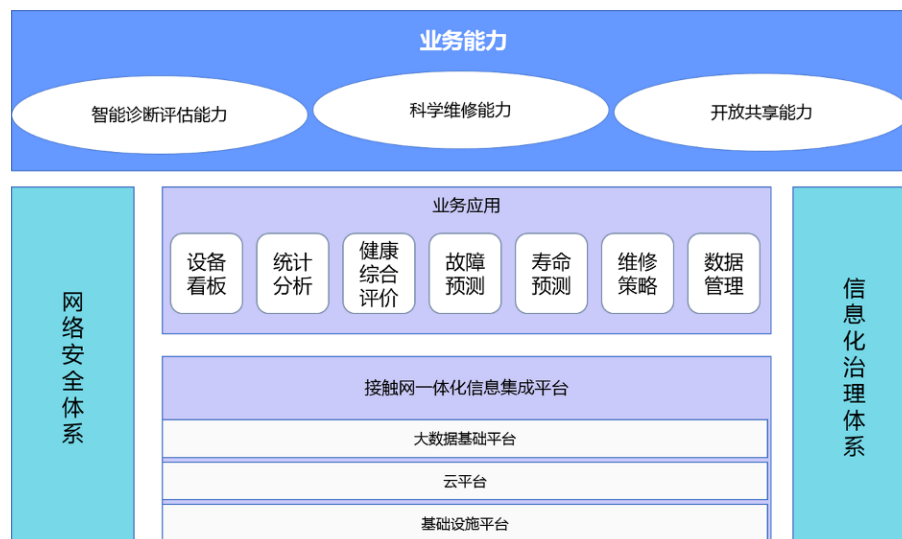 业务能力
智能诊断评估能力
科学维修能力
开放共享能力
网络安全体系
业务应用
设备
看板
统计
分析
健康
综合
评价
故障
预测
寿命
预测
维修
策略
数据
管理
接触网一体化信息集成平台
大数据基础平台
云平台
基础设施平台
信息化治理体系